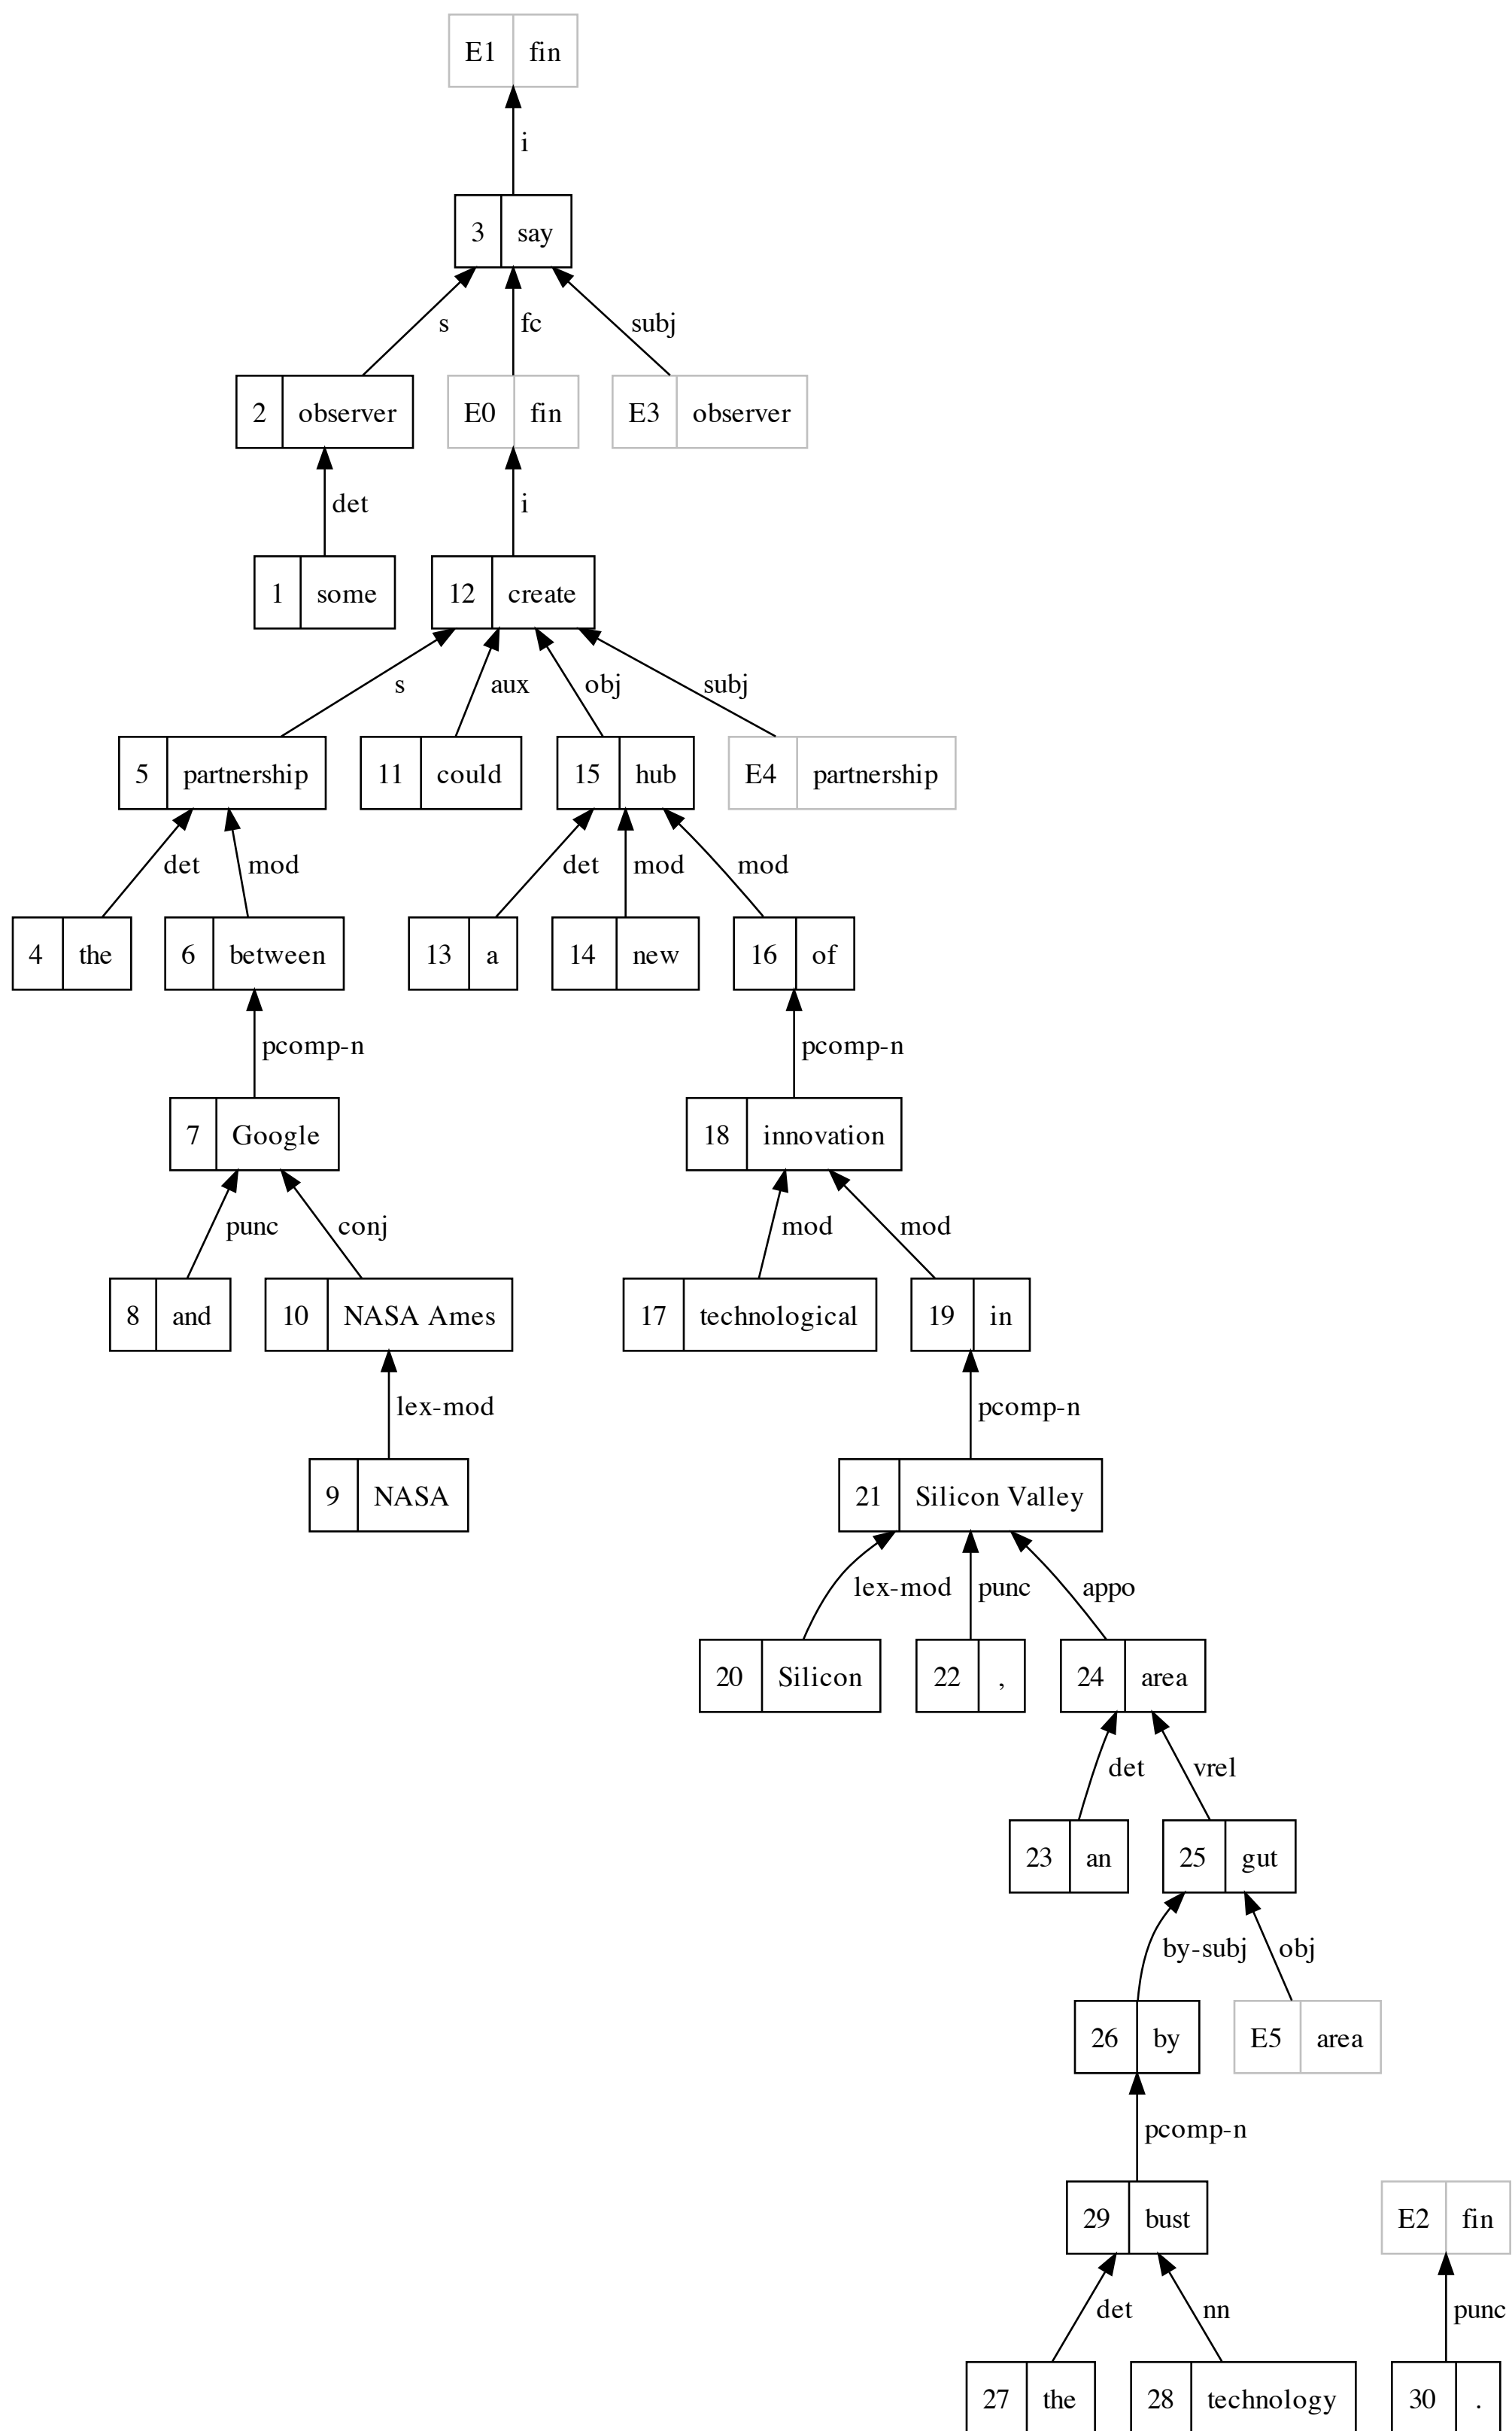 E1 fin
i
3 say
s fc subj
2 observer E0 fin E3 observer
det i
1 some 12 create
s aux obj subj
5 partnership 11 could 15 hub E4 partnership
det mod det mod mod
4 the 6 between 13 a 14 new 16 of
pcomp-n pcomp-n
7 Google 18 innovation
punc conj mod mod
8 and 10 NASA Ames 17 technological 19 in
lex-mod pcomp-n
9 NASA 21 Silicon Valley
lex-mod punc appo
20 Silicon 22 , 24 area
det vrel
23 an 25 gut
by-subj obj
26 by E5 area
pcomp-n
29 bust E2 fin
det nn punc
27 the 28 technology 30 .